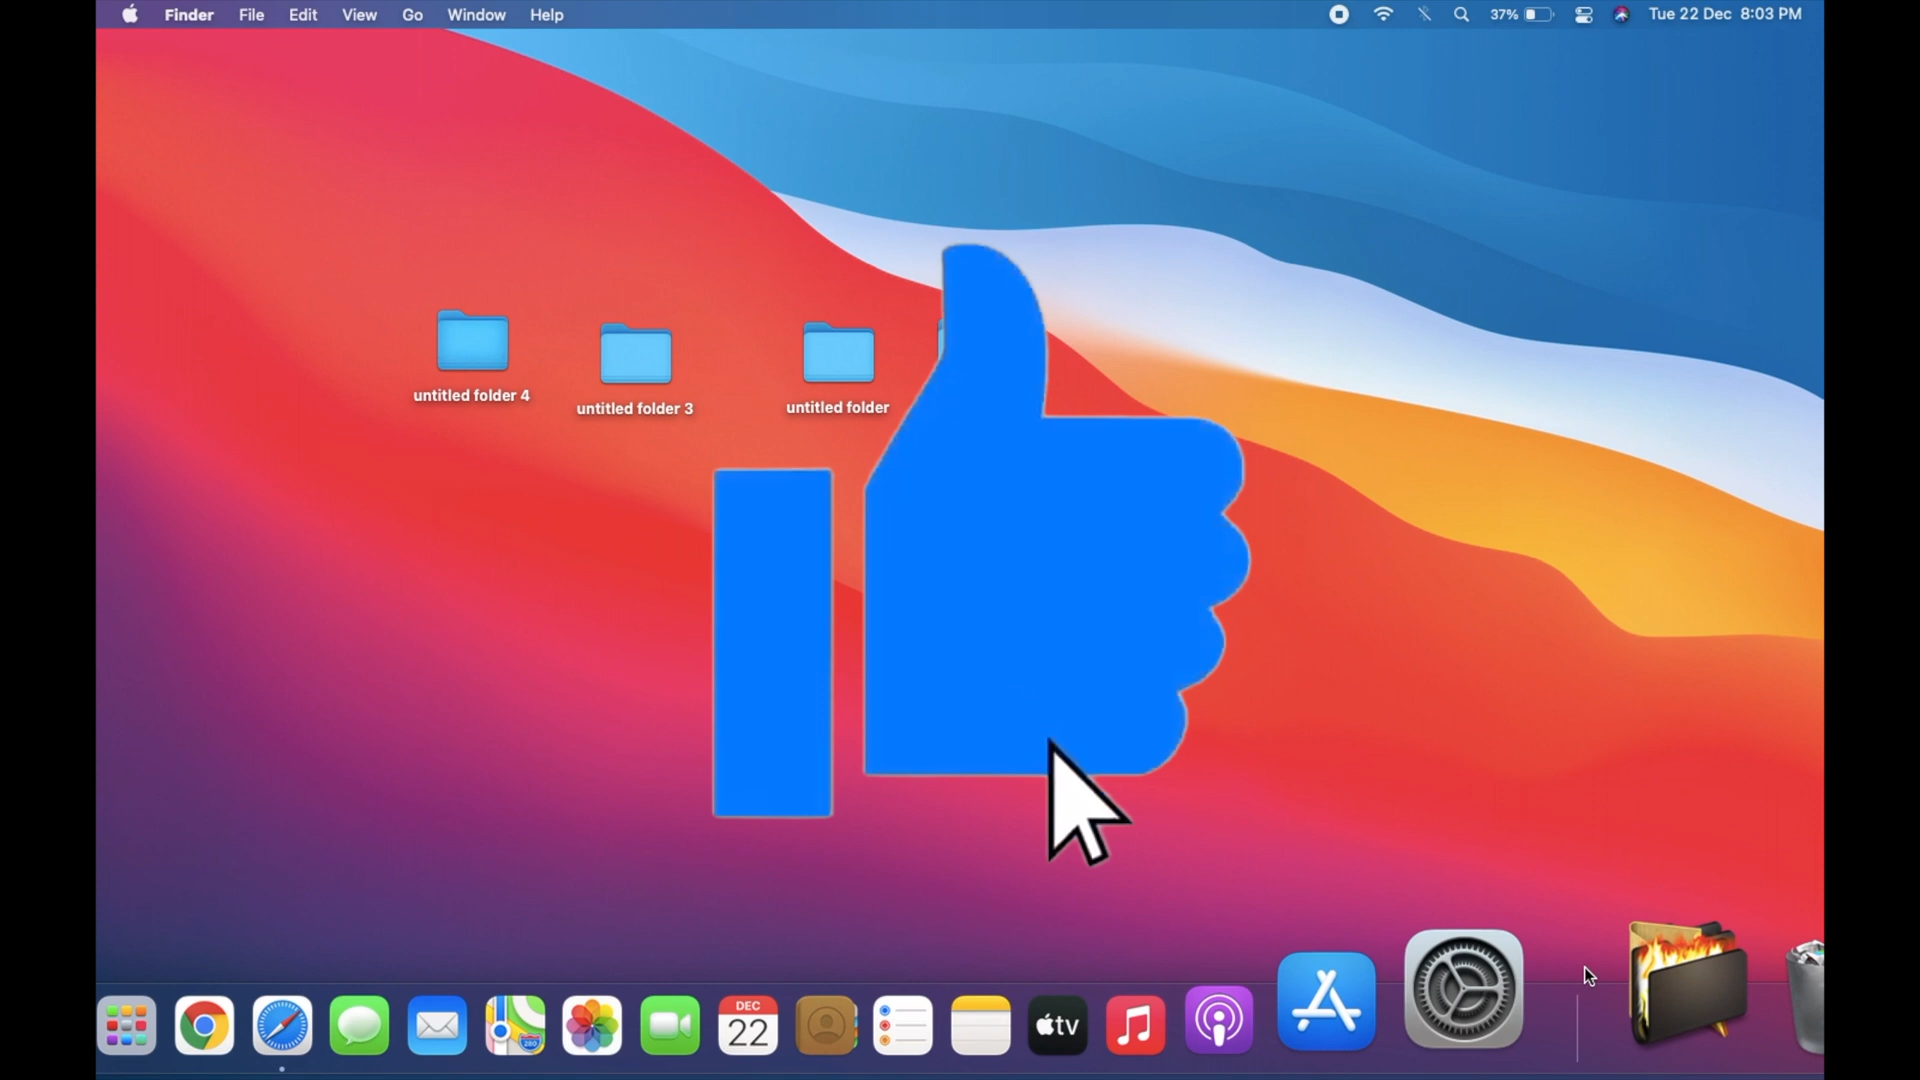 Finder File Edit View Go Window Help 37% Tue 22 Dec 8:03 PM
untitled folder 4
untitled folder 3
untitled folder
DEC
22
280
tv